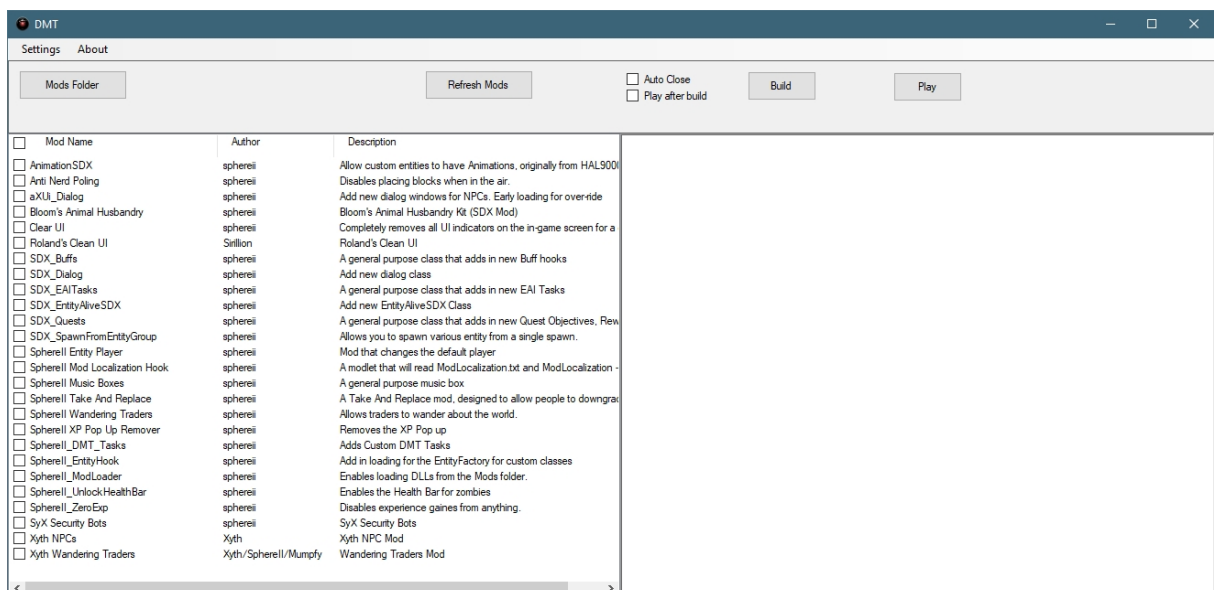 DMT
Settings About
Mods Folder Refresh Mods Auto Close Build Play
Play after build
Mod Name Author Description
AnimationSDX sphereii Allow custom entities to have Animations, originally from HAL900
Anti Nerd Poling sphereii Disables placing blocks when in the air.
aXUi_Dialog sphereii Add new dialog windows for NPCs. Early loading for over-ride
Bloom's Animal Husbandry sphereii Bloom's Animal Husbandry Kit (SDX Mod)
Clear UI sphereii Completely removes all UI indicators on the in-game screen for a
Roland's Clean UI Sirillion Roland's Clean UI
SDX_Buffs sphereii A general purpose class that adds in new Buff hooks
SDX_Dialog sphereii Add new dialog class
SDX_EAITasks sphereii A general purpose class that adds in new EAI Tasks
SDX_EntityAliveSDX sphereii Add new EntityAliveSDX Class
SDX_Quests sphereii A general purpose class that adds in new Quest Objectives, Rew
SDX_SpawnFromEntityGroup sphereii Allows you to spawn various entity from a single spawn.
SphereII Entity Player sphereii Mod that changes the default player
SphereII Mod Localization Hook sphereii A modlet that will read ModLocalization.txt and ModLocalization -
SphereII Music Boxes sphereii A general purpose music box
SphereII Take And Replace sphereii A Take And Replace mod, designed to allow people to downgrad
SphereII Wandering Traders sphereii Allows traders to wander about the world.
SphereII XP Pop Up Remover sphereii Removes the XP Pop up
SphereII_DMT_Tasks sphereii Adds Custom DMT Tasks
SphereII_EntityHook sphereii Add in loading for the EntityFactory for custom classes
SphereII_ModLoader sphereii Enables loading DLLs from the Mods folder.
SphereII_UnlockHealthBar sphereii Enables the Health Bar for zombies
SphereII_ZeroExp sphereii Disables experience gaines from anything.
SyX Security Bots sphereii SyX Security Bots
Xyth NPCs Xyth Xyth NPC Mod
Xyth Wandering Traders Xyth/SphereII/Mumpfy Wandering Traders Mod